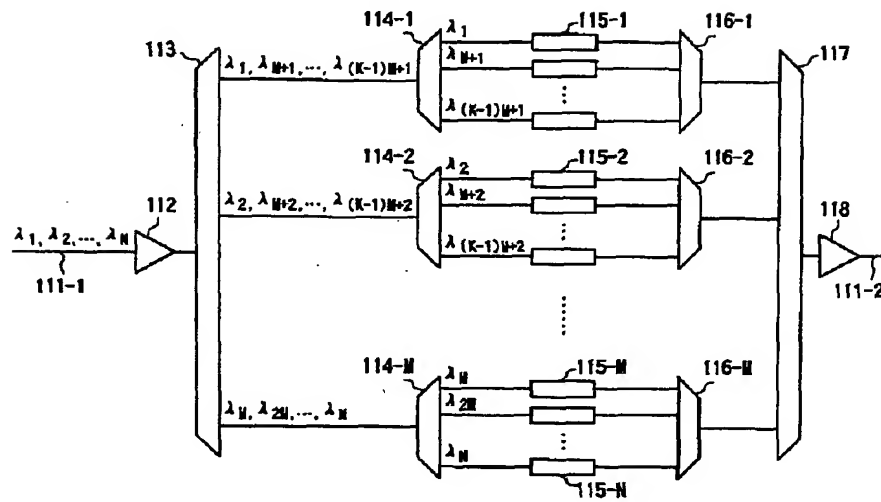 114-1
λ1
115-1
116-1
113
117
λ1, λM+1, ..., λ(K-1)M+1
λM+1
λ(K-1)M+1
114-2
λ2
115-2
116-2
112
λ2, λM+2, ..., λ(K-1)M+2
λM+2
118
λ1, λ2, ..., λN
λ(K-1)M+2
111-1
111-2
114-M
λM
115-M
116-M
λM, λ2M, ..., λN
λ2M
λN
115-N